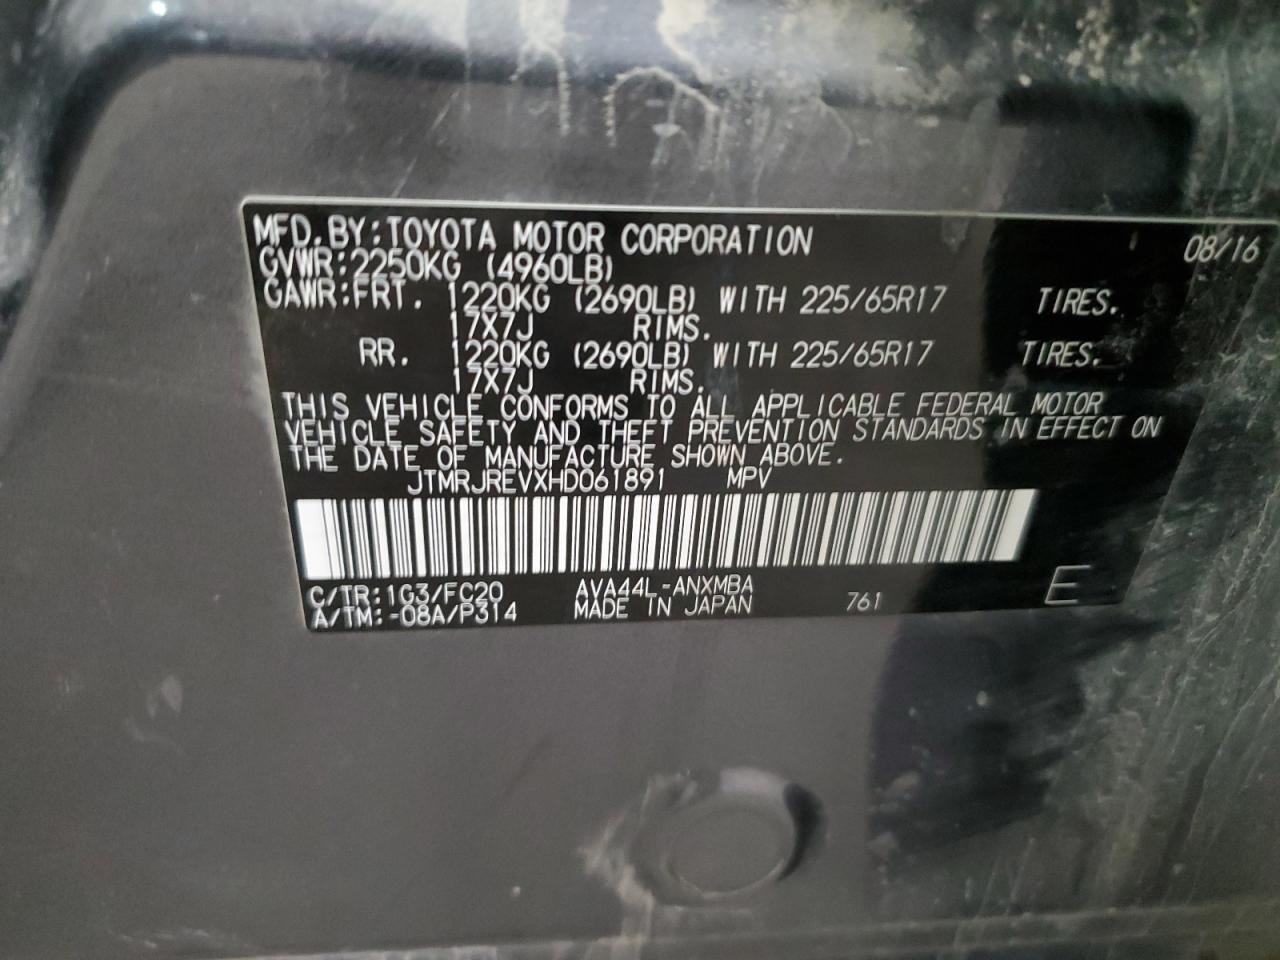 MFD. BY: TOYOTA MOTOR CORPORATION 08/16
GVWR: 2250KG (4960LB)
GAWR: FRT. 1220KG (2690LB) WITH 225/65R17 TIRES.
17X7J RIMS.
RR. 1220KG (2690LB) WITH 225/65R17 TIRES.
17X7J RIMS.
THIS VEHICLE CONFORMS TO ALL APPLICABLE FEDERAL MOTOR
VEHICLE SAFETY AND THEFT PREVENTION STANDARDS IN EFFECT ON
THE DATE OF MANUFACTURE SHOWN ABOVE.
JTMRJREVXHD061891 MPV
C/TR: 1G3/FC20 AVA44L-ANXMBA
A/TM: -08A/P314 MADE IN JAPAN 761 E